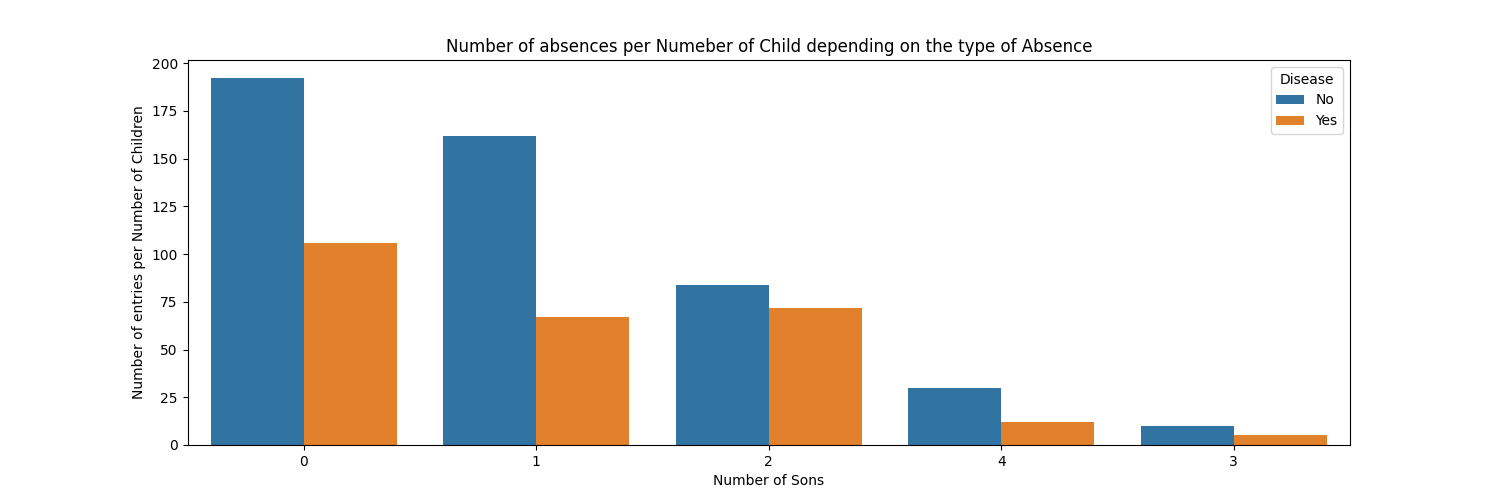 Number of absences per Numeber of Child depending on the type of Absence
Number of entries per Number of Children
200
175
150
125
100
75
50
25
0
Disease
No
Yes
0 1 2 4 3
Number of Sons